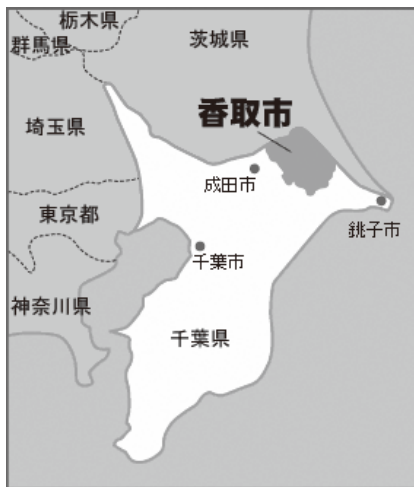 栃木県
群馬県
茨城県
埼玉県
香取市
成田市
東京都
銚子市
千葉市
神奈川県
千葉県